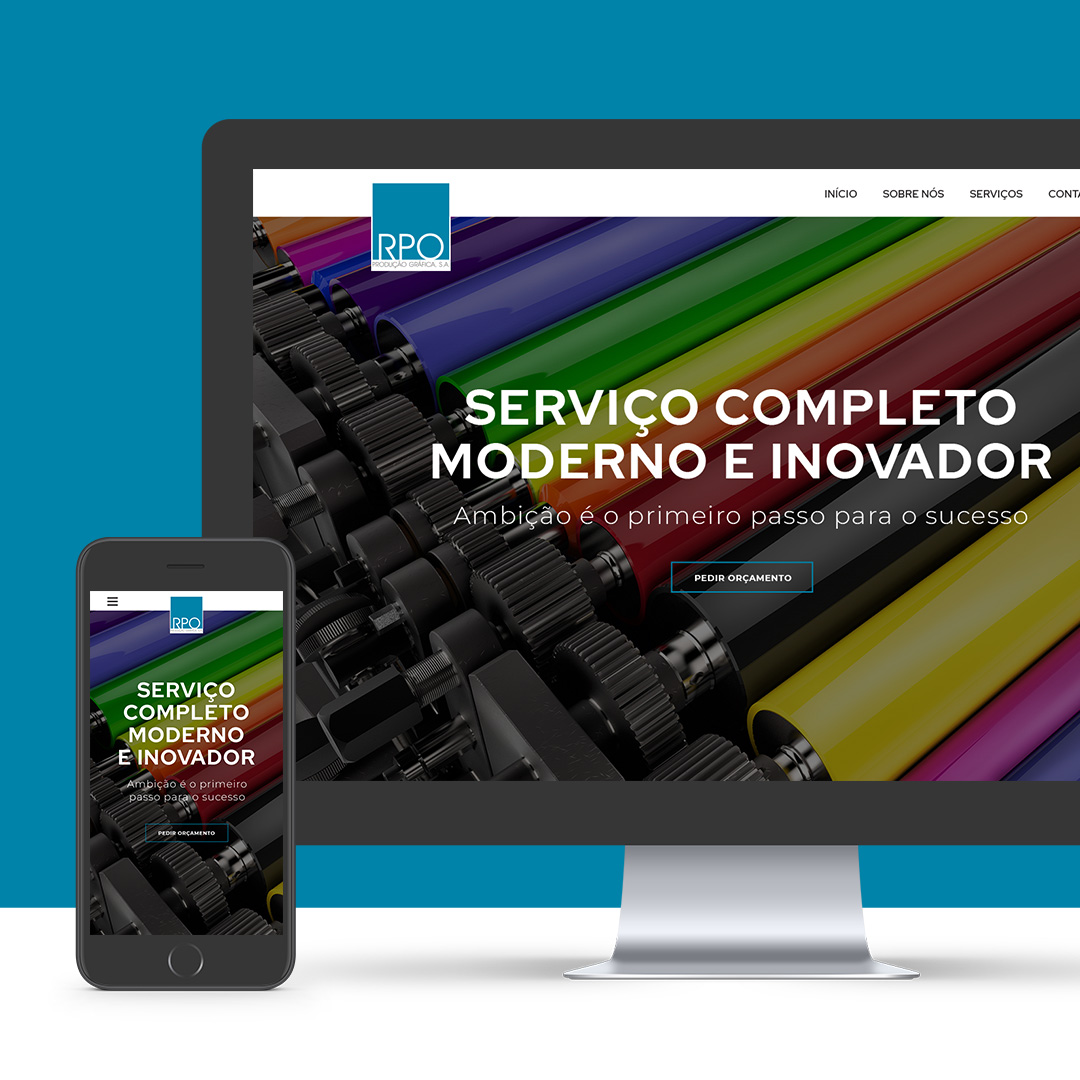 INÍCIO SOBRE NÓS SERVIÇOS CONTA
RPO
PRODUÇÃO GRÁFICA, S.A
SERVIÇO COMPLETO
MODERNO E INOVADOR
Ambição é o primeiro passo para o sucesso
PEDIR ORÇAMENTO
RPO
SERVIÇO
COMPLETO
MODERNO
E INOVADOR
Ambição é o primeiro
passo para o sucesso
PEDIR ORÇAMENTO